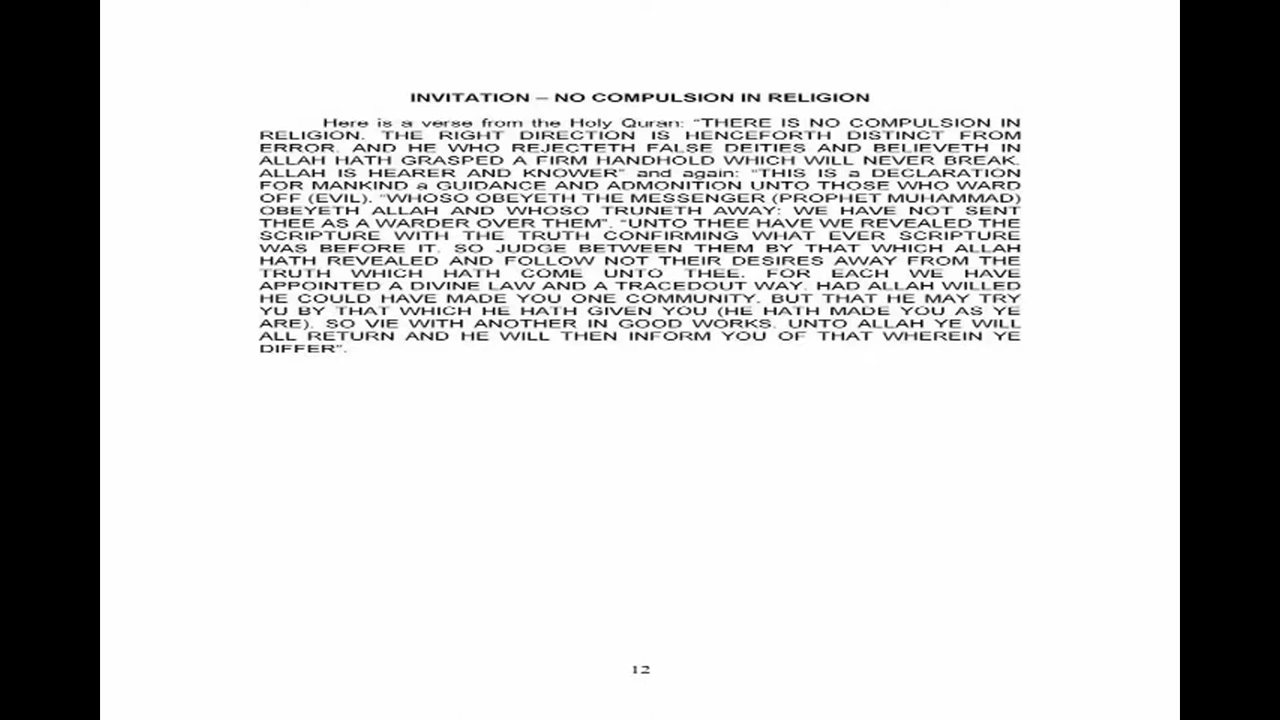 INVITATION – NO COMPULSION IN RELIGION
Here is a verse from the Holy Quran: “THERE IS NO COMPULSION IN
RELIGION. THE RIGHT DIRECTION IS HENCEFORTH DISTINCT FROM
ERROR. AND HE WHO REJECTETH FALSE DEITIES AND BELIEVETH IN
ALLAH HATH GRASPED A FIRM HANDHOLD WHICH WILL NEVER BREAK.
ALLAH IS HEARER AND KNOWER” and again: “THIS IS a DECLARATION
FOR MANKIND a GUIDANCE AND ADMONITION UNTO THOSE WHO WARD
OFF (EVIL). “WHOSO OBEYETH THE MESSENGER (PROPHET MUHAMMAD)
OBEYETH ALLAH AND WHOSO TRUNETH AWAY: WE HAVE NOT SENT
THEE AS A WARDER OVER THEM”. “UNTO THEE HAVE WE REVEALED THE
SCRIPTURE WITH THE TRUTH CONFIRMING WHAT EVER SCRIPTURE
WAS BEFORE IT. SO JUDGE BETWEEN THEM BY THAT WHICH ALLAH
HATH REVEALED AND FOLLOW NOT THEIR DESIRES AWAY FROM THE
TRUTH WHICH HATH COME UNTO THEE. FOR EACH WE HAVE
APPOINTED A DIVINE LAW AND A TRACEDOUT WAY. HAD ALLAH WILLED
HE COULD HAVE MADE YOU ONE COMMUNITY. BUT THAT HE MAY TRY
YU BY THAT WHICH HE HATH GIVEN YOU (HE HATH MADE YOU AS YE
ARE). SO VIE WITH ANOTHER IN GOOD WORKS. UNTO ALLAH YE WILL
ALL RETURN AND HE WILL THEN INFORM YOU OF THAT WHEREIN YE
DIFFER”.
12